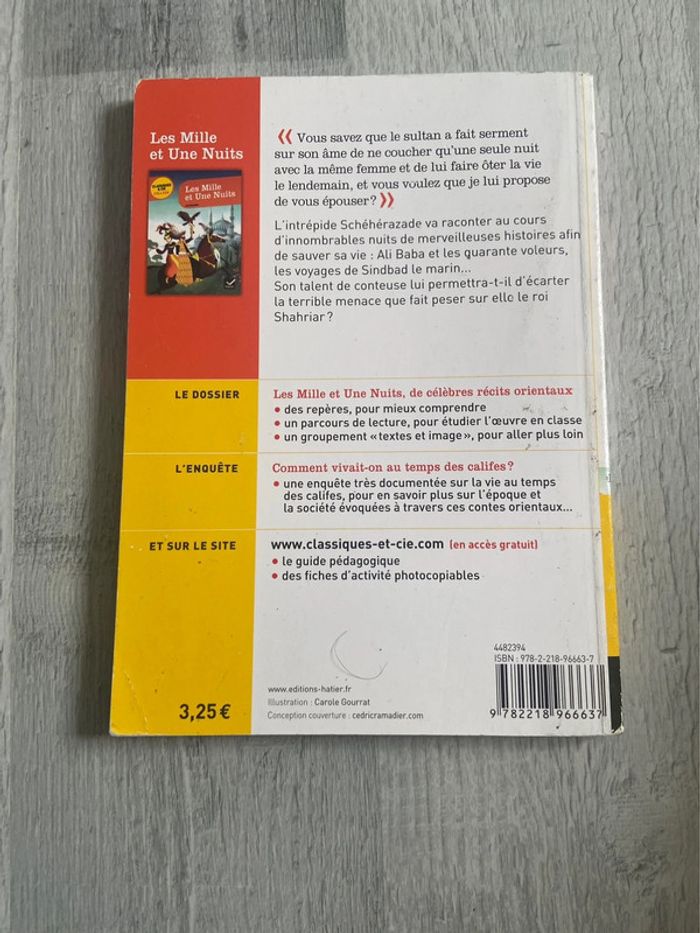 Les Mille
et Une Nuits
Les Mille
et Une Nuits
« Vous savez que le sultan a fait serment
sur son âme de ne coucher qu'une seule nuit
avec la même femme et de lui faire ôter la vie
le lendemain, et vous voulez que je lui propose
de vous épouser ? »
L'intrépide Schéhérazade va raconter au cours
d'innombrables nuits de merveilleuses histoires afin
de sauver sa vie : Ali Baba et les quarante voleurs,
les voyages de Sindbad le marin...
Son talent de conteuse lui permettra-t-il d'écarter
la terrible menace que fait peser sur elle le roi
Shahriar ?
LE DOSSIER
Les Mille et Une Nuits, de célèbres récits orientaux
• des repères, pour mieux comprendre
• un parcours de lecture, pour étudier l'œuvre en classe
• un groupement « textes et image », pour aller plus loin
L'ENQUÊTE
Comment vivait-on au temps des califes ?
• une enquête très documentée sur la vie au temps
des califes, pour en savoir plus sur l'époque et
la société évoquées à travers ces contes orientaux...
ET SUR LE SITE
www.classiques-et-cie.com (en accès gratuit)
• le guide pédagogique
• des fiches d'activité photocopiables
4482394
ISBN : 978-2-218-96663-7
www.editions-hatier.fr
Illustration : Carole Gourrat
Conception couverture : cedricramadier.com
3,25 €
9 782218 966637